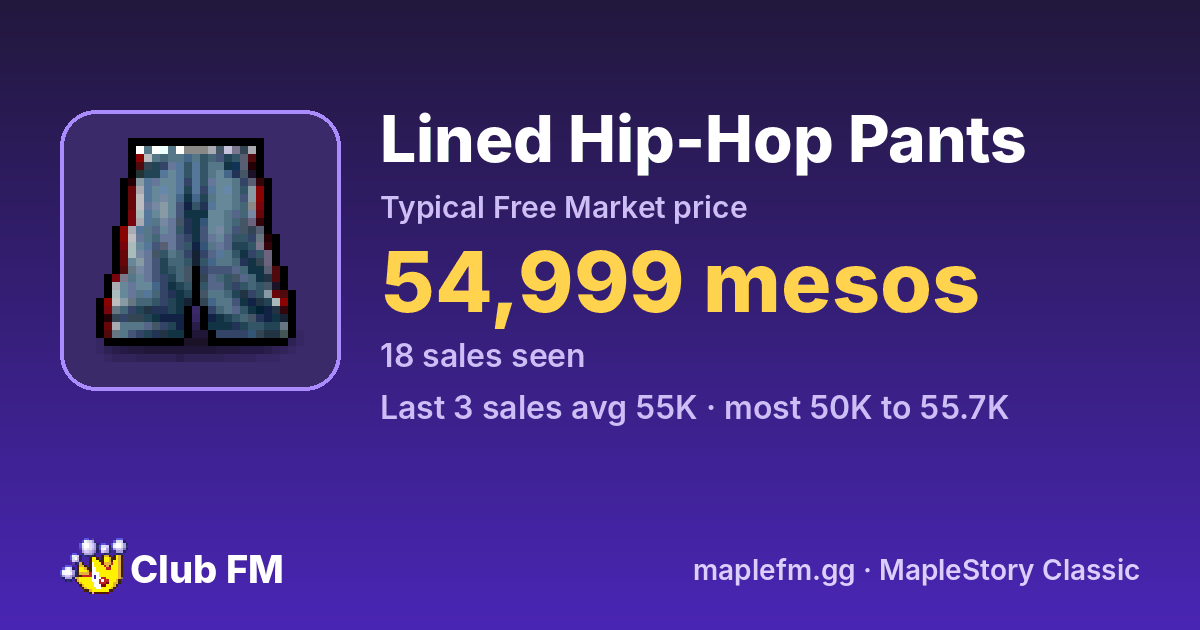 Lined Hip-Hop Pants
Typical Free Market price
54,999 mesos
18 sales seen
Last 3 sales avg 55K · most 50K to 55.7K
Club FM
maplefm.gg · MapleStory Classic